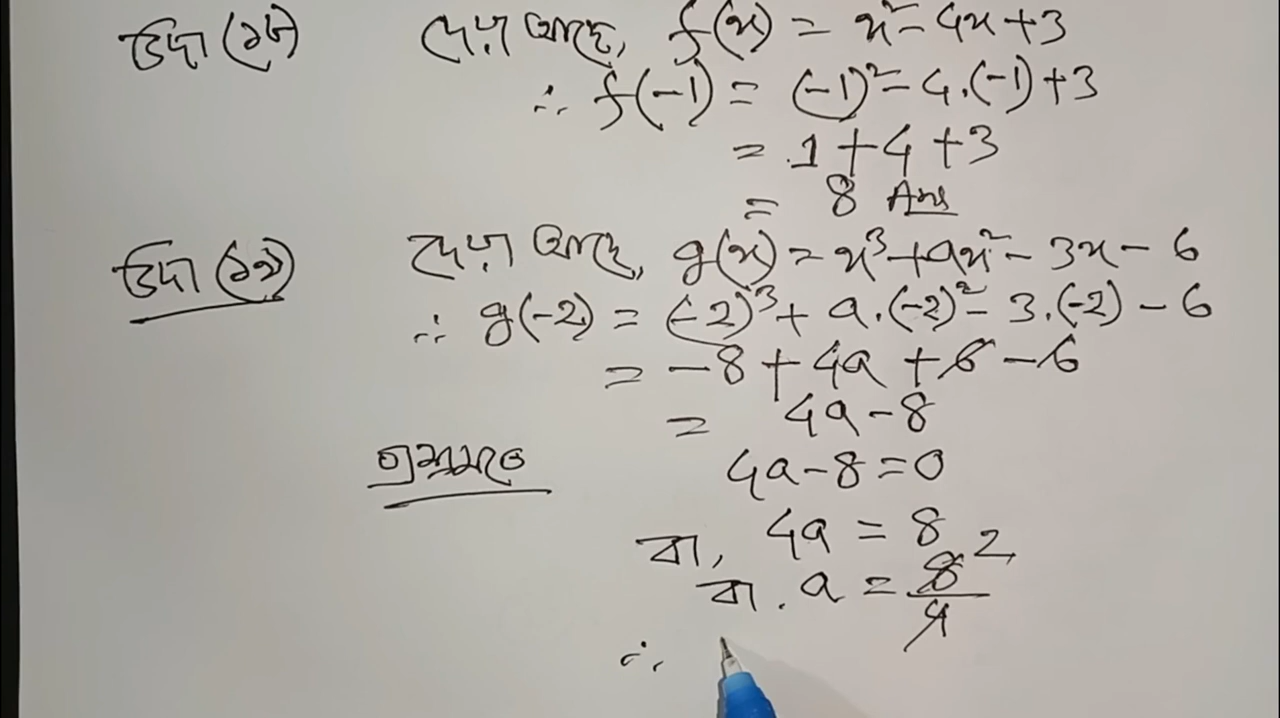 উদা (১৮) দেওয়া আছে, f(x) = x² - 4x + 3
∴ f(-1) = (-1)² - 4.(-1) + 3
= 1 + 4 + 3
= 8 Ans
উদা (১৯) দেওয়া আছে, g(x) = x³ + ax² - 3x - 6
∴ g(-2) = (-2)³ + a.(-2)² - 3.(-2) - 6
= -8 + 4a + 6 - 6
= 4a - 8
প্রশ্নমতে 4a - 8 = 0
বা, 4a = 8
বা. a = 8/4 2
∴